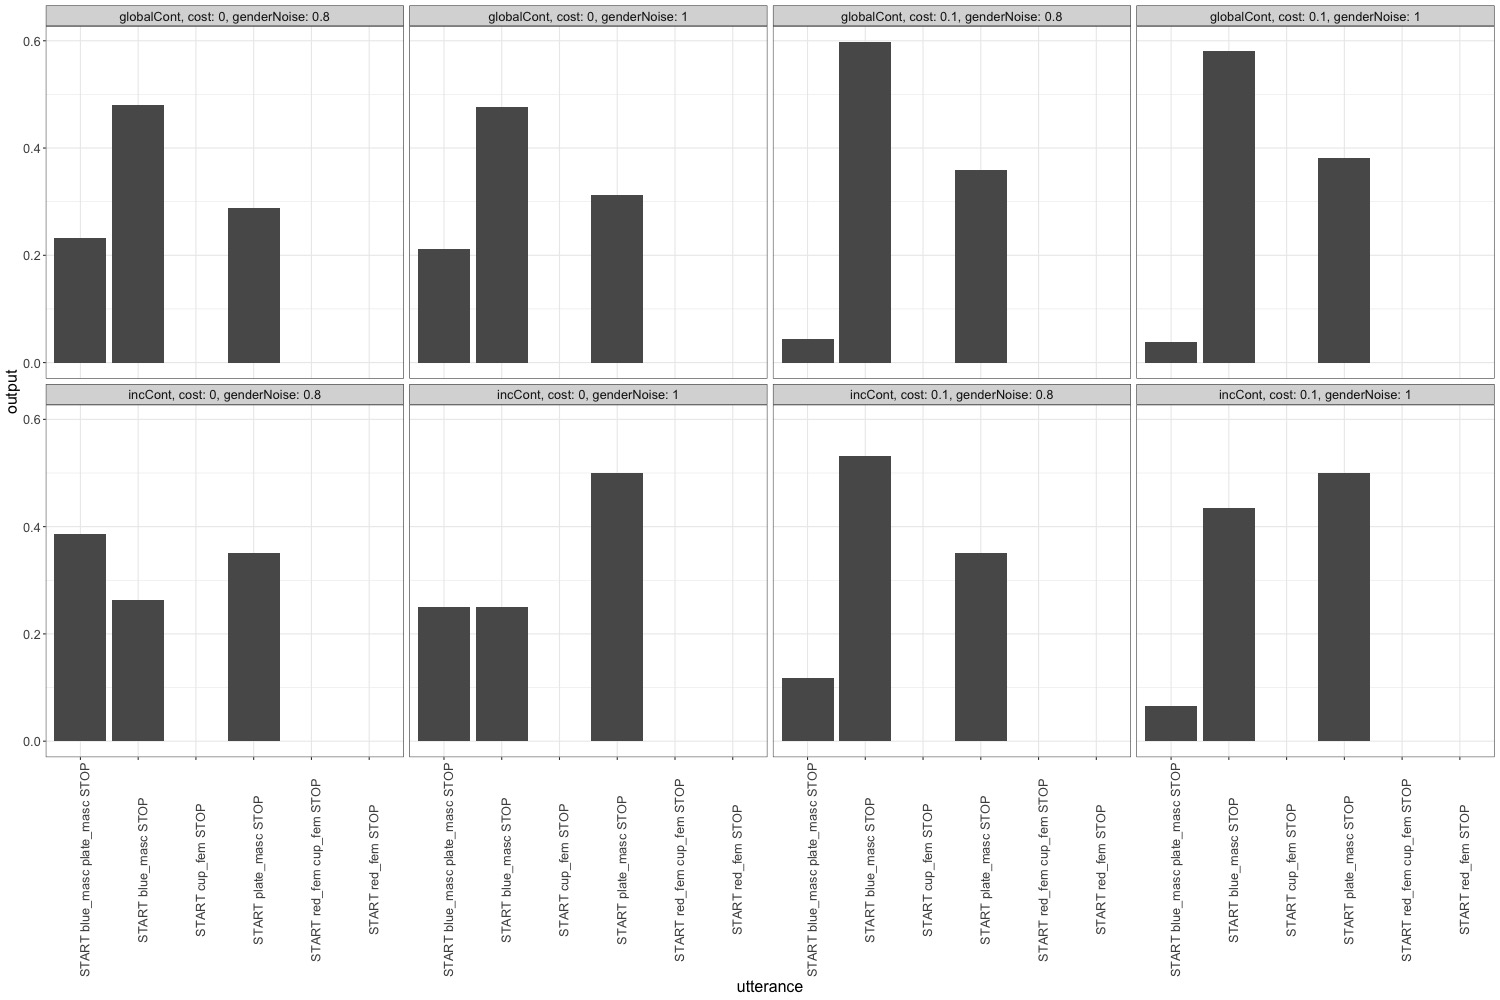 globalCont, cost: 0, genderNoise: 0.8
globalCont, cost: 0, genderNoise: 1
globalCont, cost: 0.1, genderNoise: 0.8
globalCont, cost: 0.1, genderNoise: 1
0.6
0.4
0.2
0.0
output
incCont, cost: 0, genderNoise: 0.8
incCont, cost: 0, genderNoise: 1
incCont, cost: 0.1, genderNoise: 0.8
incCont, cost: 0.1, genderNoise: 1
0.6
0.4
0.2
0.0
START blue_masc plate_masc STOP
START blue_masc STOP
START cup_fem STOP
START plate_masc STOP
START red_fem cup_fem STOP
START red_fem STOP
START blue_masc plate_masc STOP
START blue_masc STOP
START cup_fem STOP
START plate_masc STOP
START red_fem cup_fem STOP
START red_fem STOP
START blue_masc plate_masc STOP
START blue_masc STOP
START cup_fem STOP
START plate_masc STOP
START red_fem cup_fem STOP
START red_fem STOP
START blue_masc plate_masc STOP
START blue_masc STOP
START cup_fem STOP
START plate_masc STOP
START red_fem cup_fem STOP
START red_fem STOP
utterance